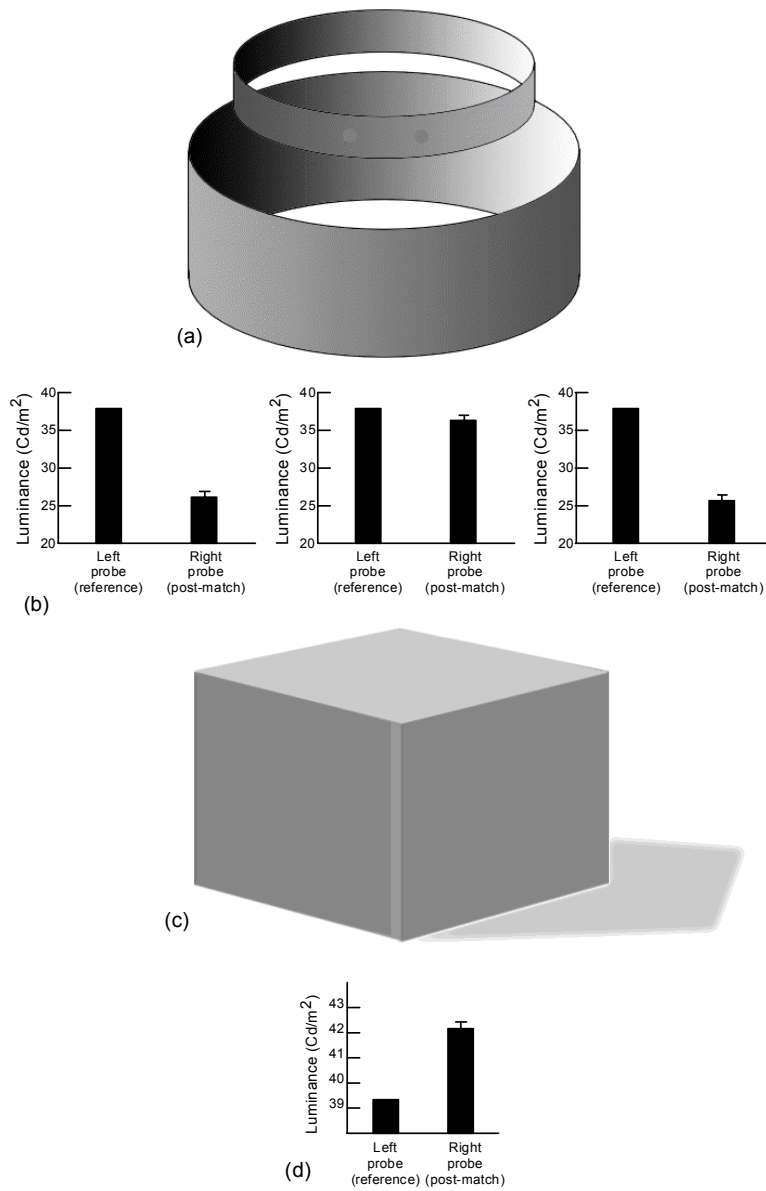 (a)
40
35
30
25
20
Luminance (Cd/m²)
Left
probe
(reference)
Right
probe
(post-match)
40
35
30
25
20
Luminance (Cd/m²)
Left
probe
(reference)
Right
probe
(post-match)
40
35
30
25
20
Luminance (Cd/m²)
Left
probe
(reference)
Right
probe
(post-match)
(b)
(c)
43
42
41
40
39
Luminance (Cd/m²)
Left
probe
(reference)
Right
probe
(post-match)
(d)